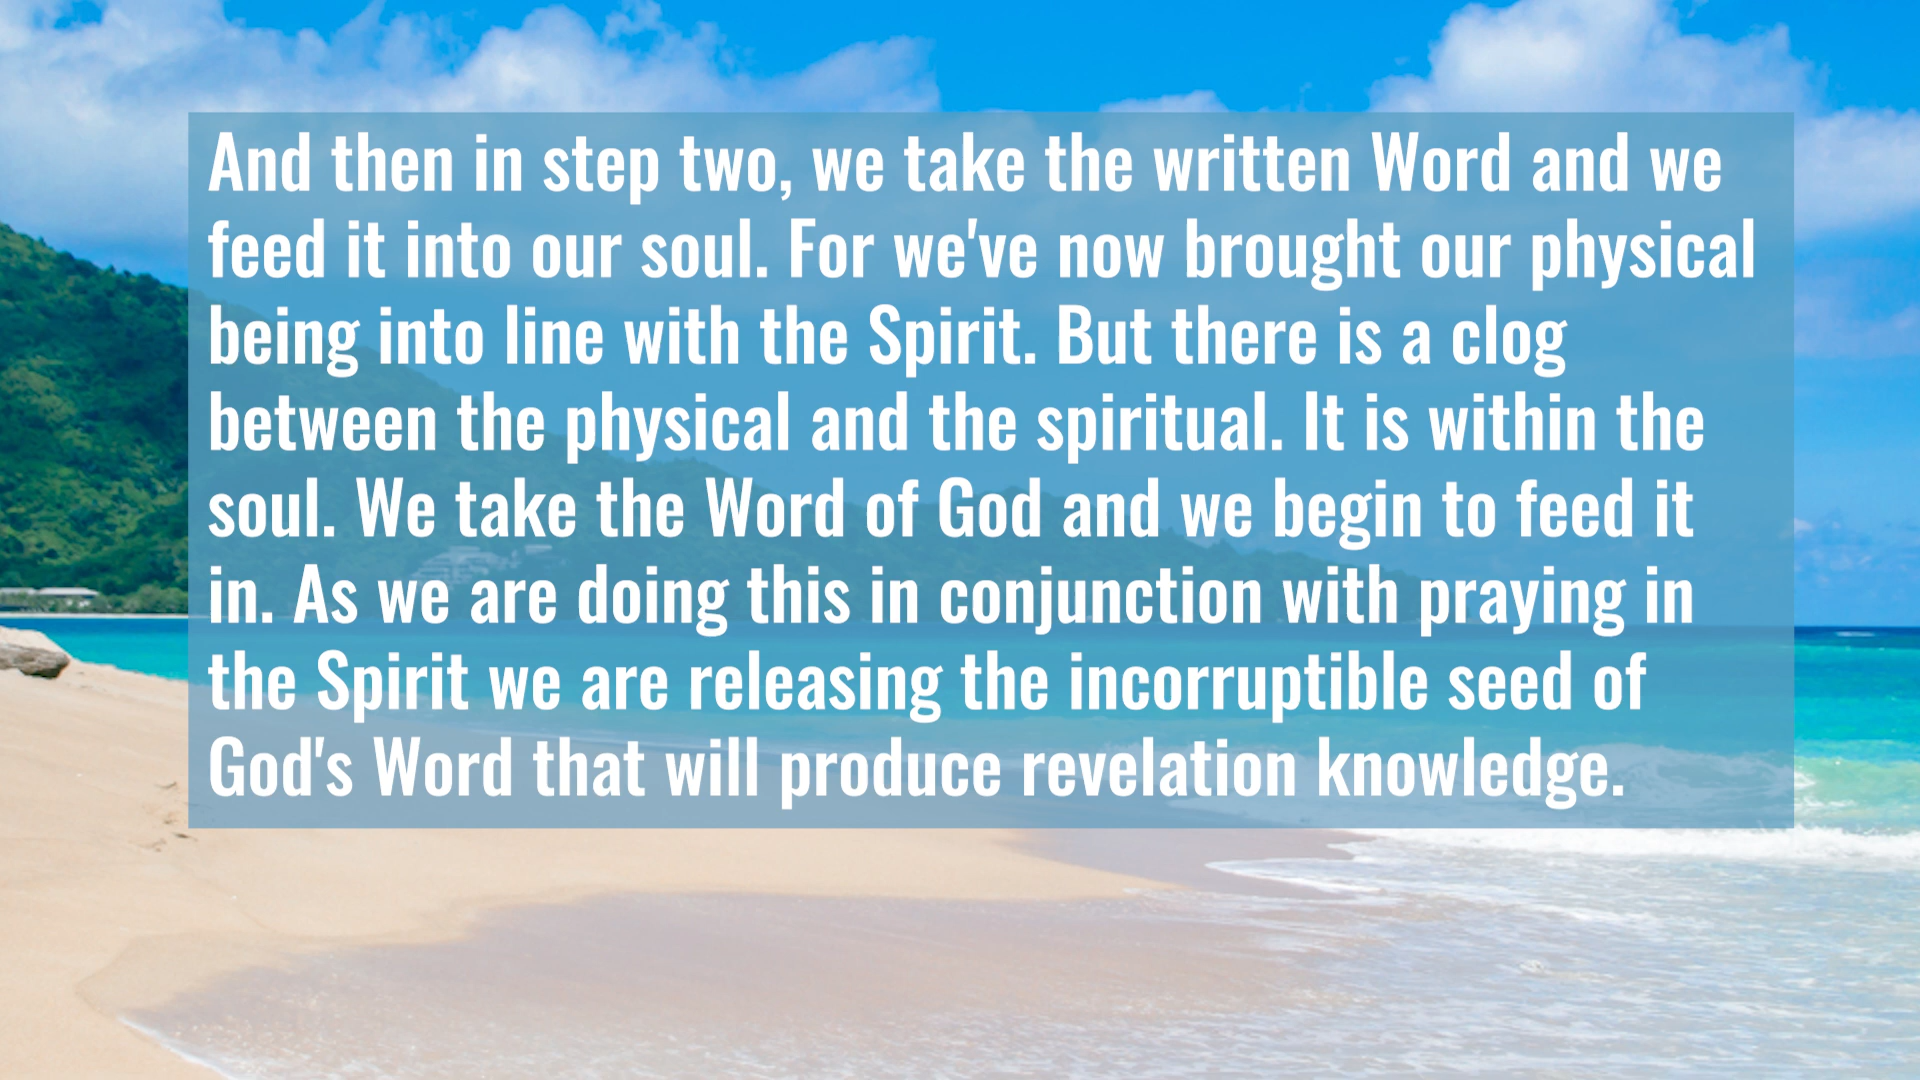 And then in step two, we take the written Word and we
feed it into our soul. For we've now brought our physical
being into line with the Spirit. But there is a clog
between the physical and the spiritual. It is within the
soul. We take the Word of God and we begin to feed it
in. As we are doing this in conjunction with praying in
the Spirit we are releasing the incorruptible seed of
God's Word that will produce revelation knowledge.